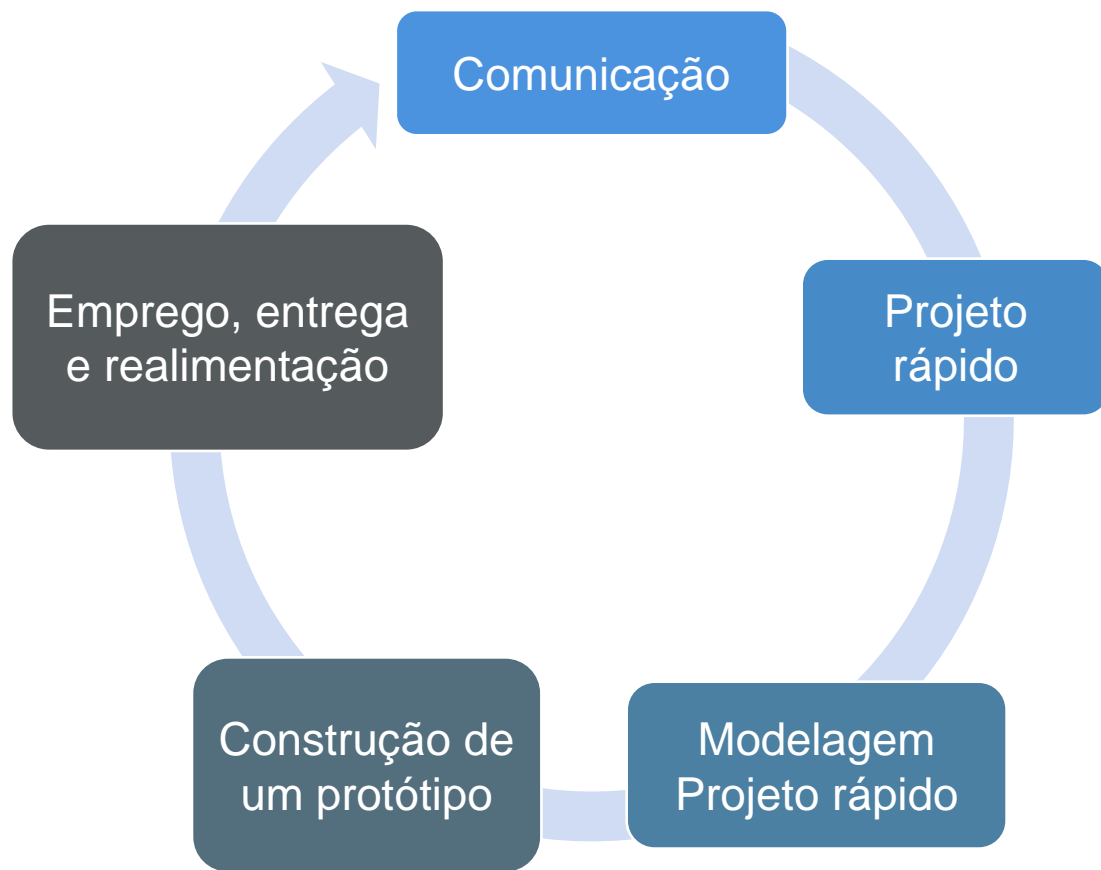 Comunicação
Projeto
rápido
Modelagem
Projeto rápido
Construção de
um protótipo
Emprego, entrega
e realimentação